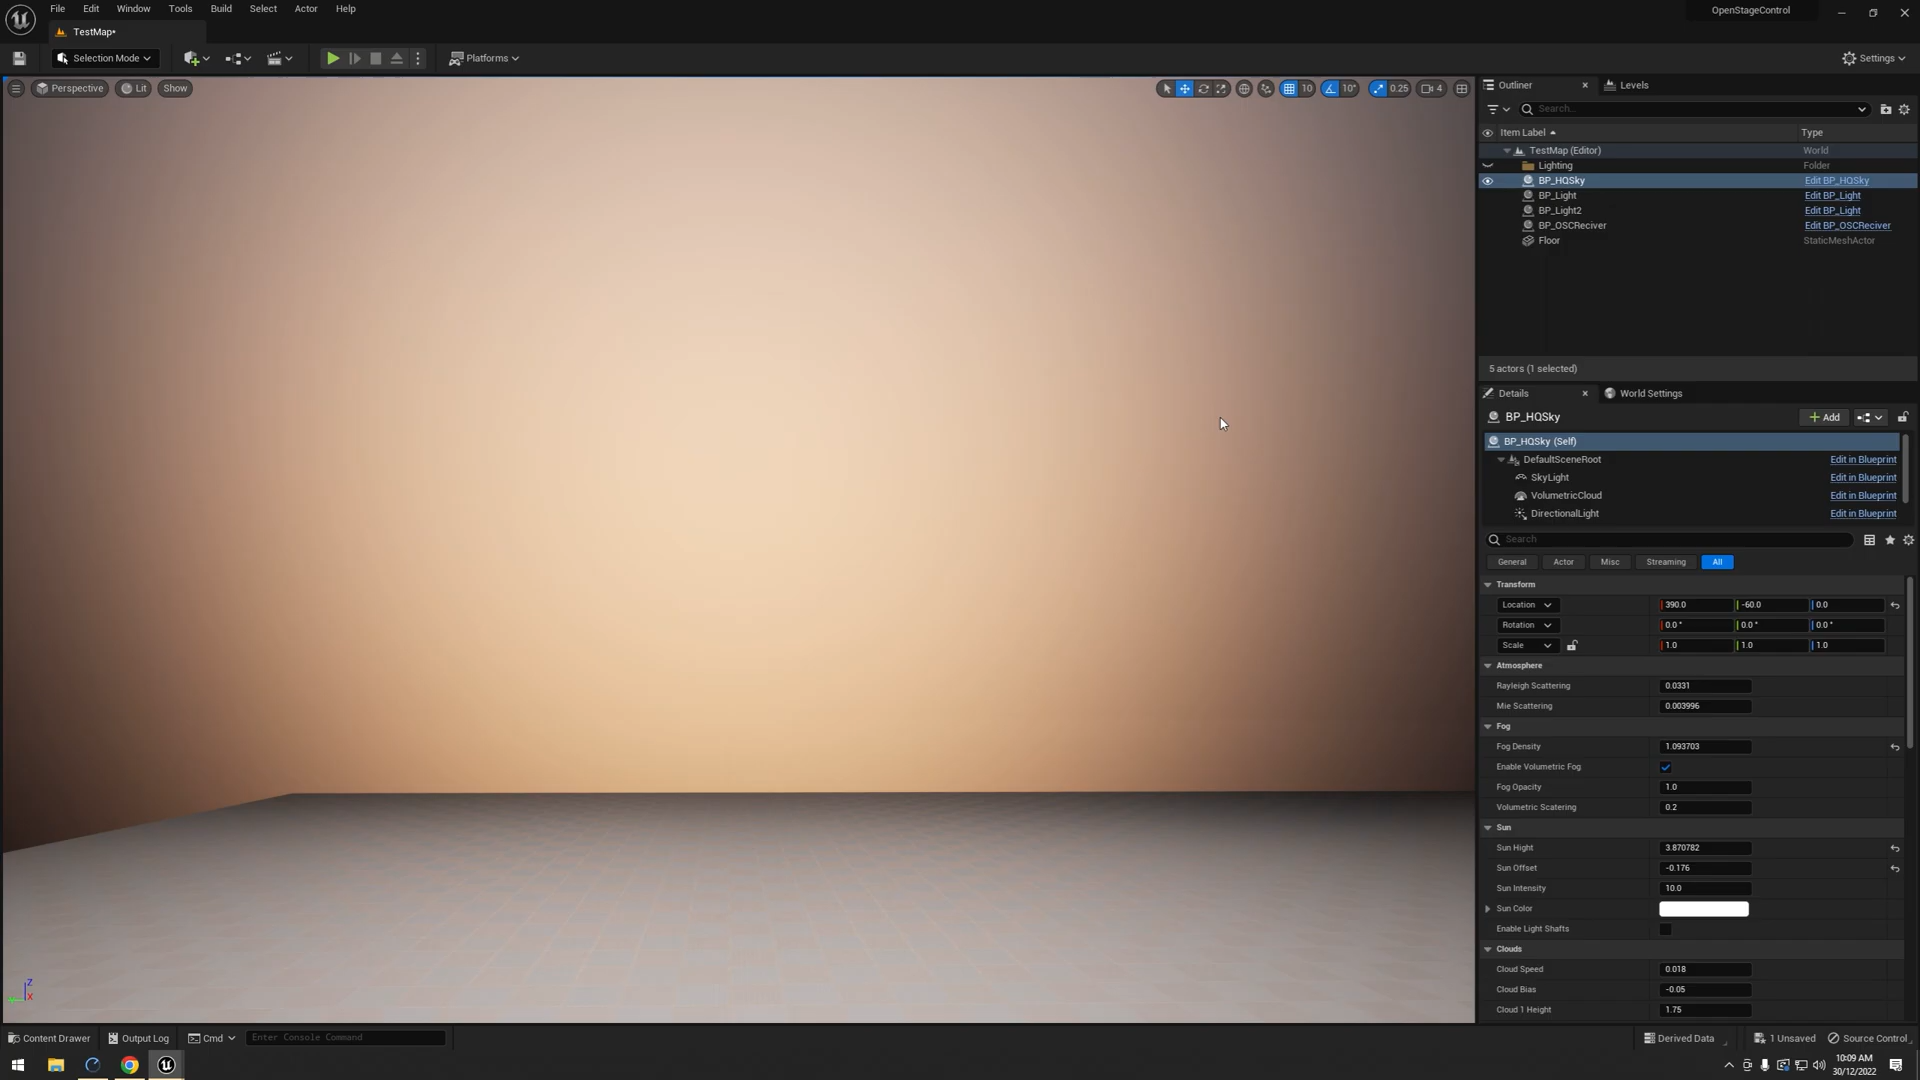 File Edit Window Tools Build Select Actor Help
OpenStageControl
TestMap•
Selection Mode
Platforms
Settings
Perspective Lit Show
10 10° 0.25 4
Outliner Levels
Search...
Item Label Type
TestMap (Editor) World
Lighting Folder
BP_HQSky Edit BP_HQSky
BP_Light Edit BP_Light
BP_Light2 Edit BP_Light
BP_OSCReciver Edit BP_OSCReciver
Floor StaticMeshActor
5 actors (1 selected)
Details World Settings
BP_HQSky Add
BP_HQSky (Self)
DefaultSceneRoot Edit in Blueprint
SkyLight Edit in Blueprint
VolumetricCloud Edit in Blueprint
DirectionalLight Edit in Blueprint
Search
General Actor Misc Streaming All
Transform
Location 390.0 -60.0 0.0
Rotation 0.0 ° 0.0 ° 0.0 °
Scale 1.0 1.0 1.0
Atmosphere
Rayleigh Scattering 0.0331
Mie Scattering 0.003996
Fog
Fog Density 1.093703
Enable Volumetric Fog
Fog Opacity 1.0
Volumetric Scatering 0.2
Sun
Sun Hight 3.870782
Sun Offset -0.176
Sun Intensity 10.0
Sun Color
Enable Light Shafts
Clouds
Cloud Speed 0.018
Cloud Bias -0.05
Cloud 1 Height 1.75
Z
X
Content Drawer Output Log Cmd Enter Console Command
Derived Data 1 Unsaved Source Control
10:09 AM
30/12/2022